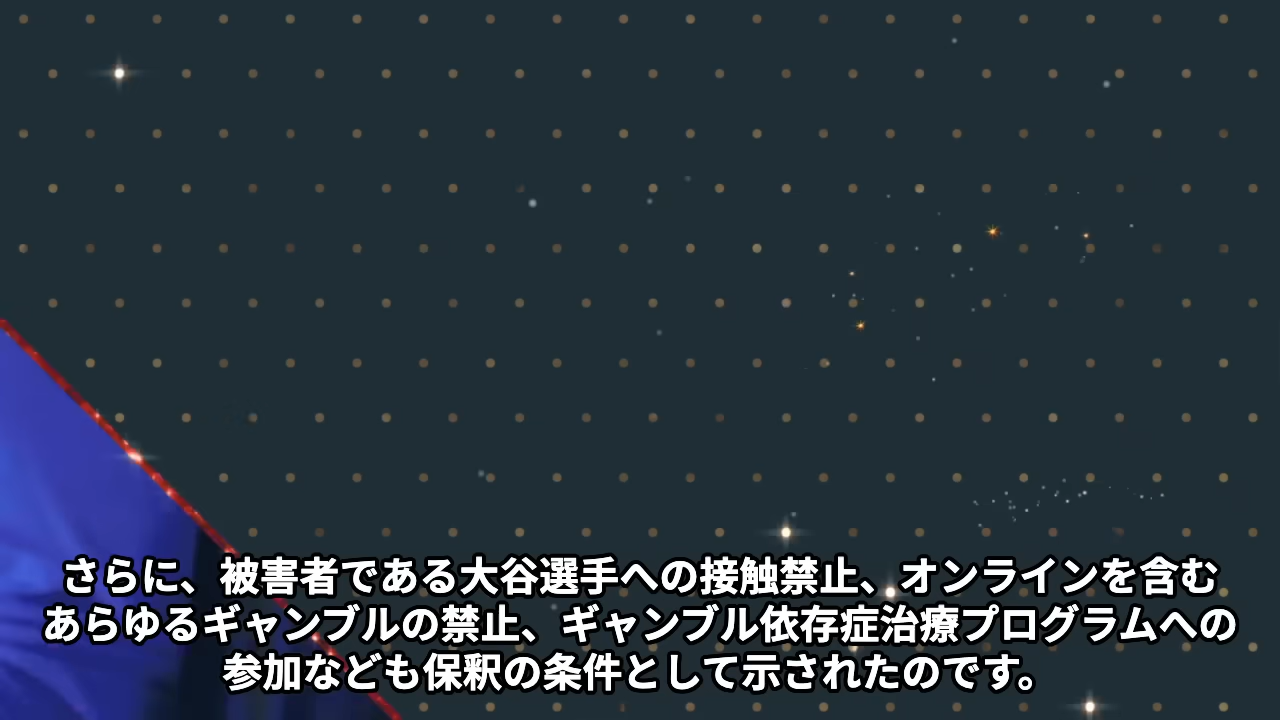 さらに、被害者である大谷選手への接触禁止、オンラインを含む
あらゆるギャンブルの禁止、ギャンブル依存症治療プログラムへの
参加なども保釈の条件として示されたのです。